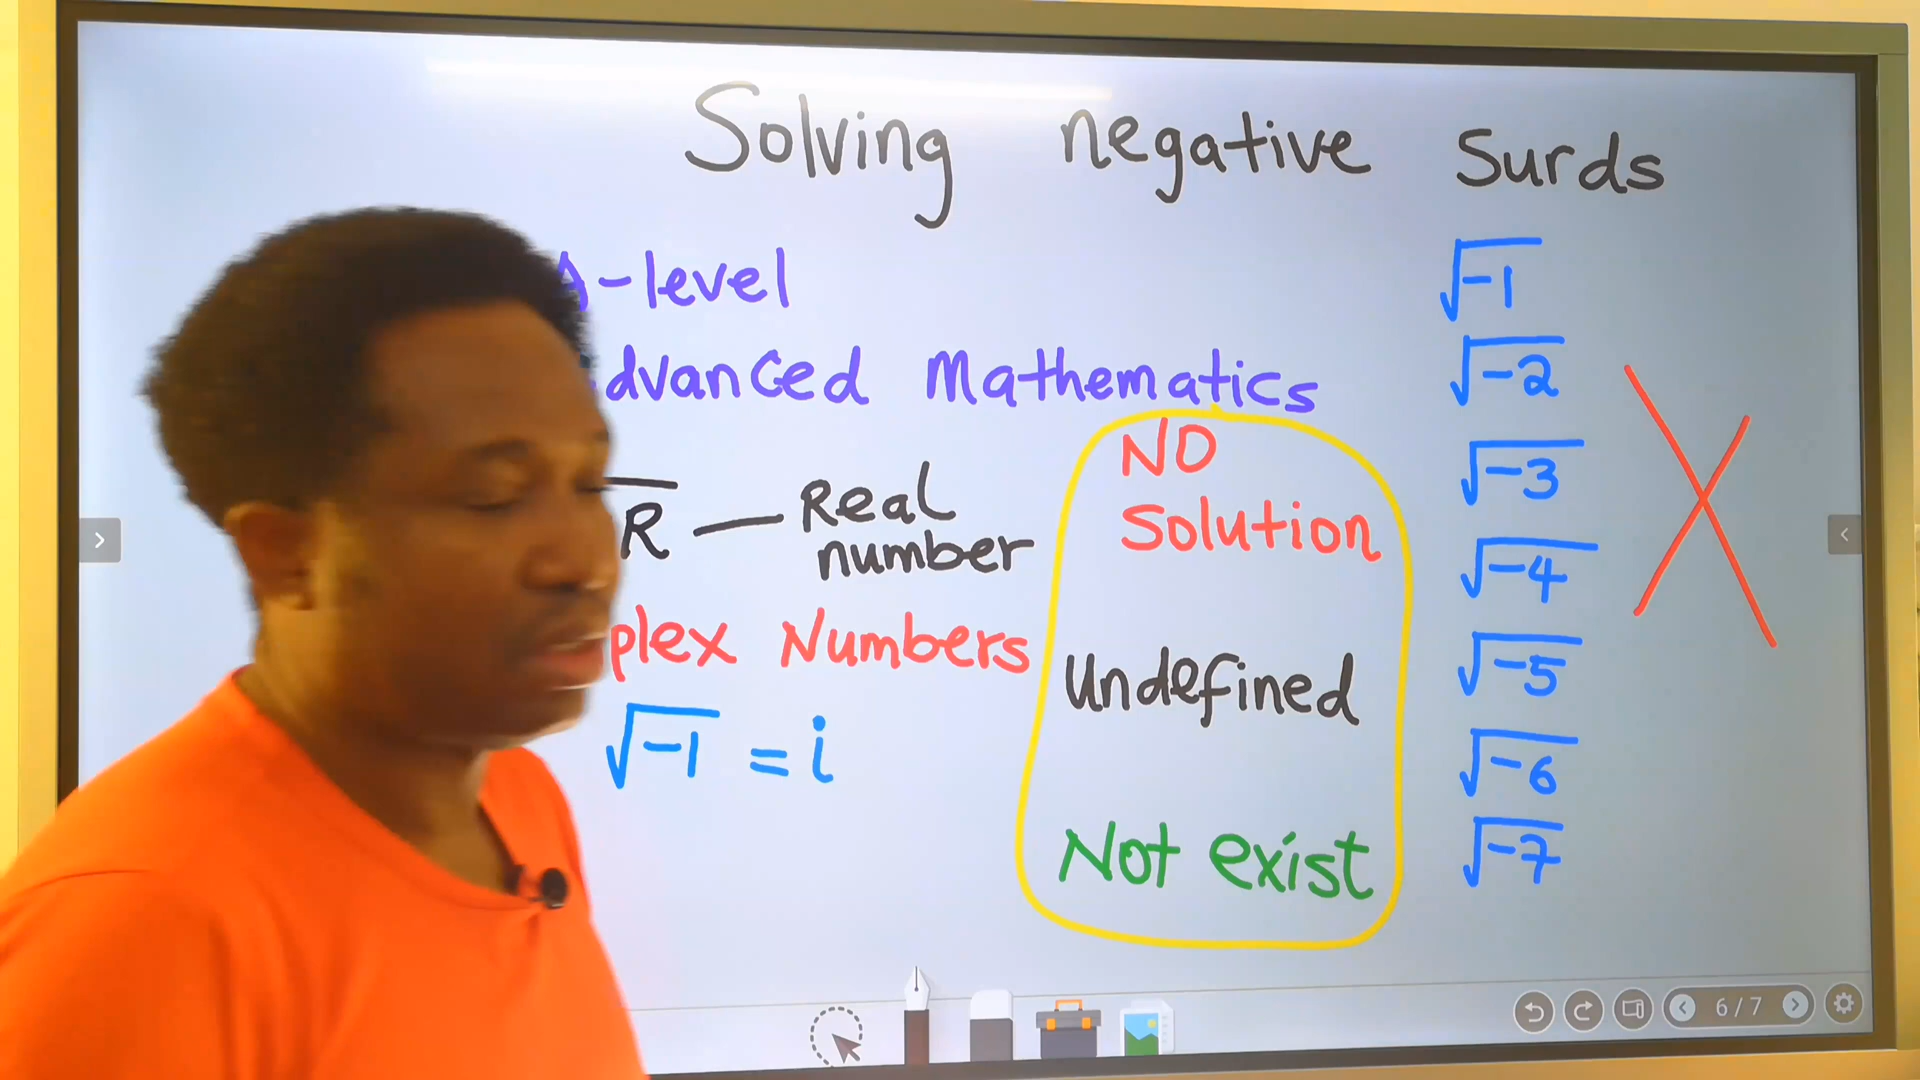 Solving negative Surds
A-level
Advanced Mathematics
R — Real
number
plex Numbers
√-1 = i
NO
Solution
Undefined
Not exist
√-1
√-2
√-3
√-4
√-5
√-6
√-7
6/7